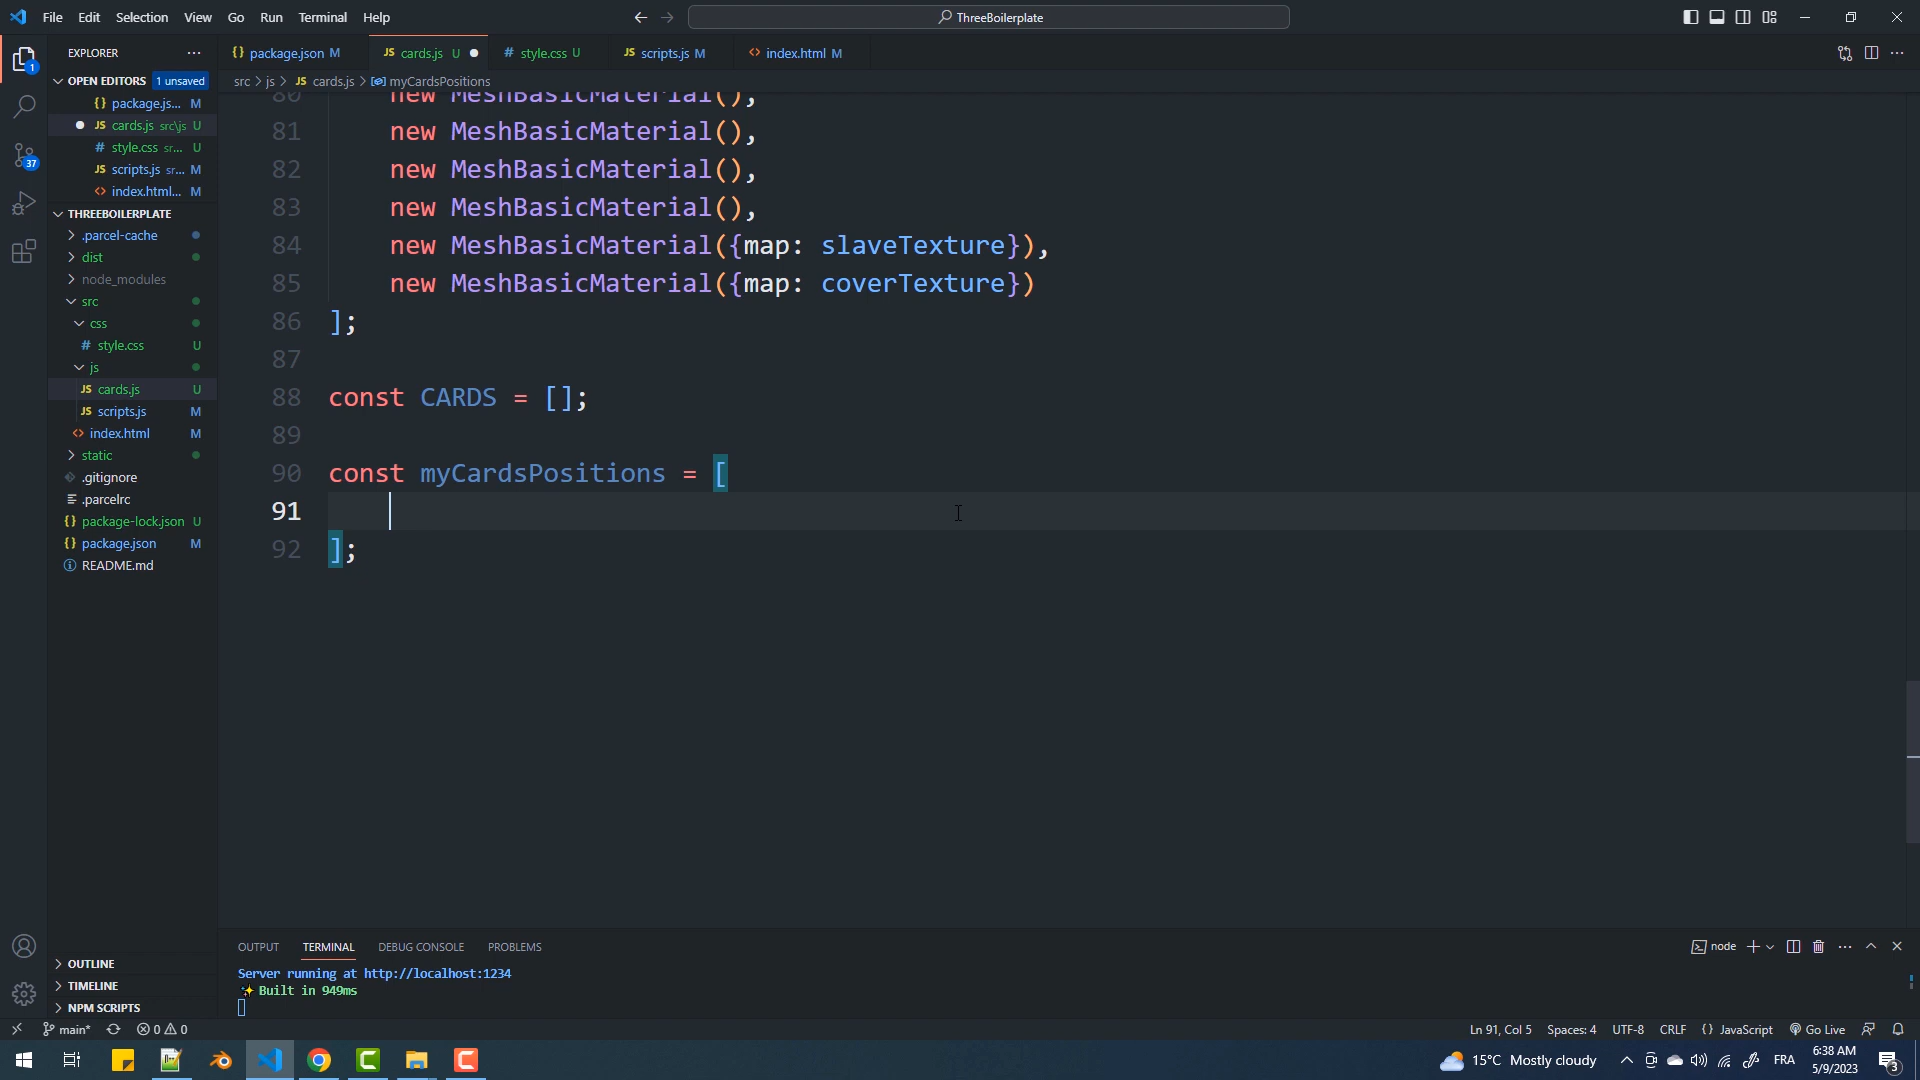 File Edit Selection View Go Run Terminal Help
ThreeBoilerplate
EXPLORER
{} package.json M
JS cards.js U
# style.css U
JS scripts.js M
<> index.html M
OPEN EDITORS 1 unsaved
src > js > JS cards.js > myCardsPositions
{} package.js... M
JS cards.js src\js U
# style.css sr... U
JS scripts.js sr... M
<> index.html... M
THREEBOILERPLATE
.parcel-cache
dist
node_modules
src
css
# style.css U
js
JS cards.js U
JS scripts.js M
<> index.html M
static
.gitignore
.parcelrc
{} package-lock.json U
{} package.json M
README.md
OUTLINE
TIMELINE
NPM SCRIPTS
80 new MeshBasicMaterial(),
81 new MeshBasicMaterial(),
82 new MeshBasicMaterial(),
83 new MeshBasicMaterial(),
84 new MeshBasicMaterial({map: slaveTexture}),
85 new MeshBasicMaterial({map: coverTexture})
86 ];
87
88 const CARDS = [];
89
90 const myCardsPositions = [
91
92 ];
OUTPUT TERMINAL DEBUG CONSOLE PROBLEMS
node
Server running at http://localhost:1234
✨ Built in 949ms
main* 0 0
Ln 91, Col 5 Spaces: 4 UTF-8 CRLF {} JavaScript Go Live
15°C Mostly cloudy
FRA
6:38 AM
5/9/2023
1
37
3